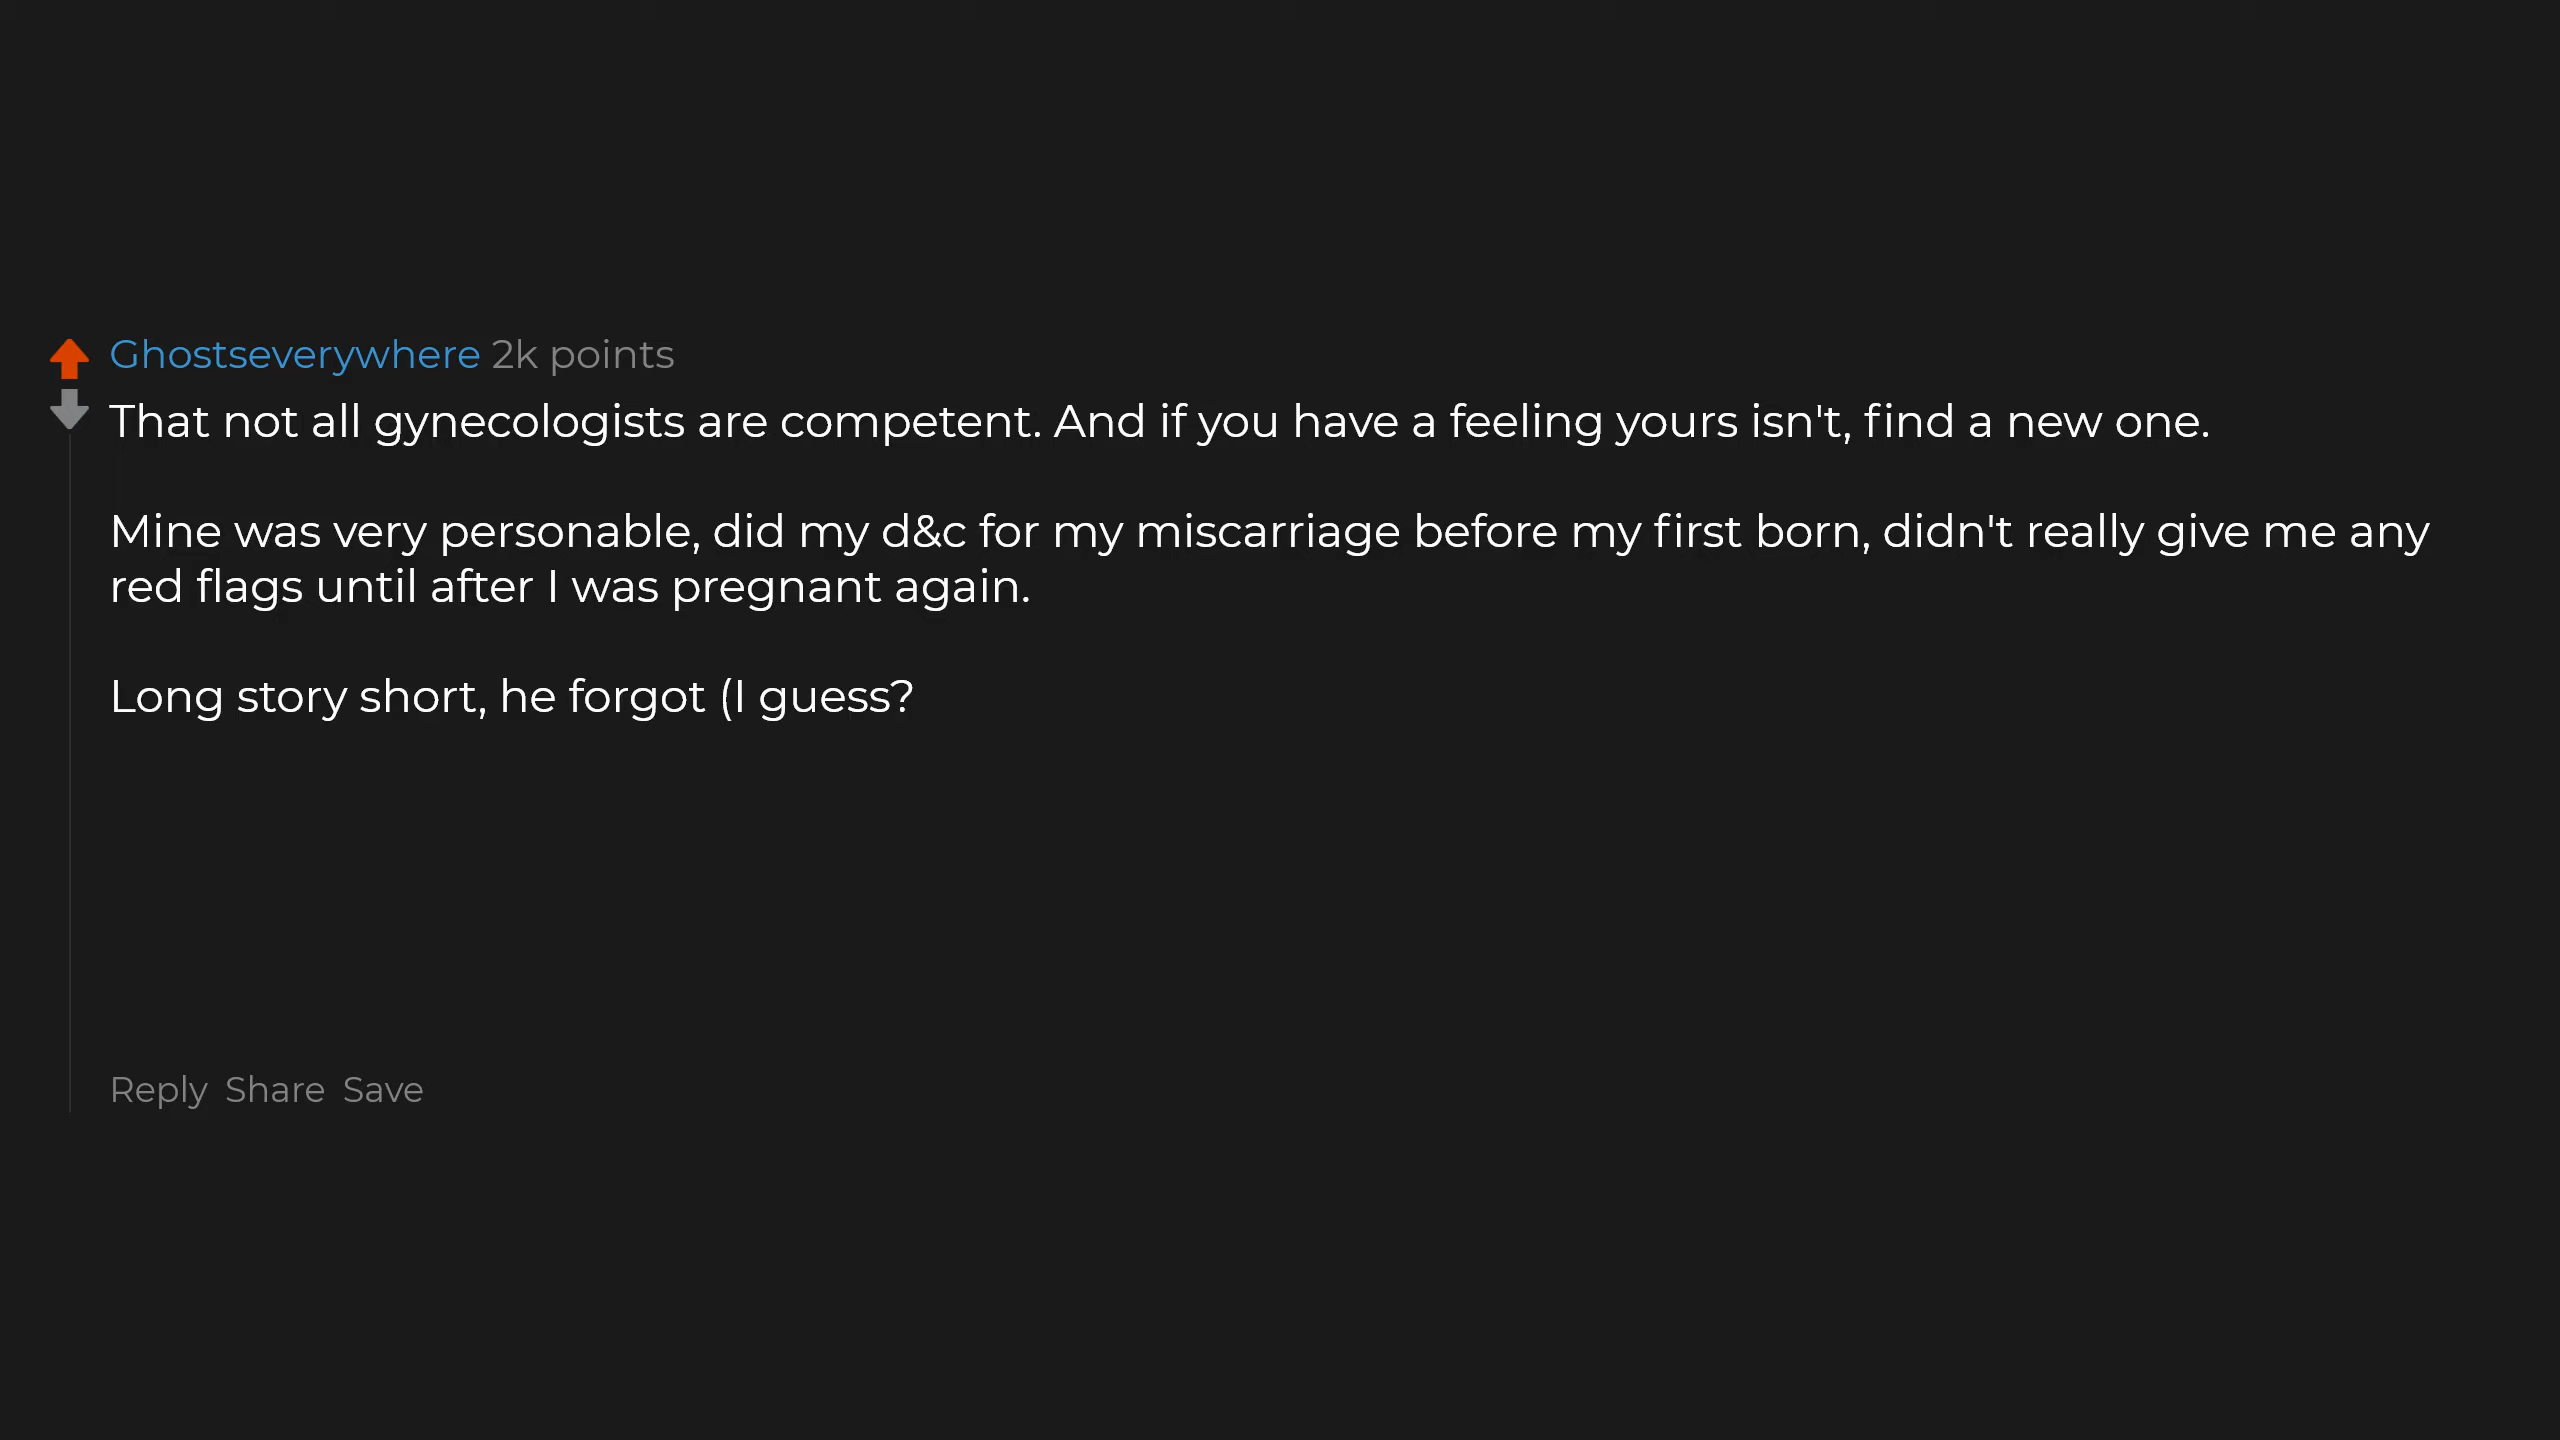 Ghostseverywhere 2k points
That not all gynecologists are competent. And if you have a feeling yours isn't, find a new one.
Mine was very personable, did my d&c for my miscarriage before my first born, didn't really give me any
red flags until after I was pregnant again.
Long story short, he forgot (I guess?
Reply Share Save